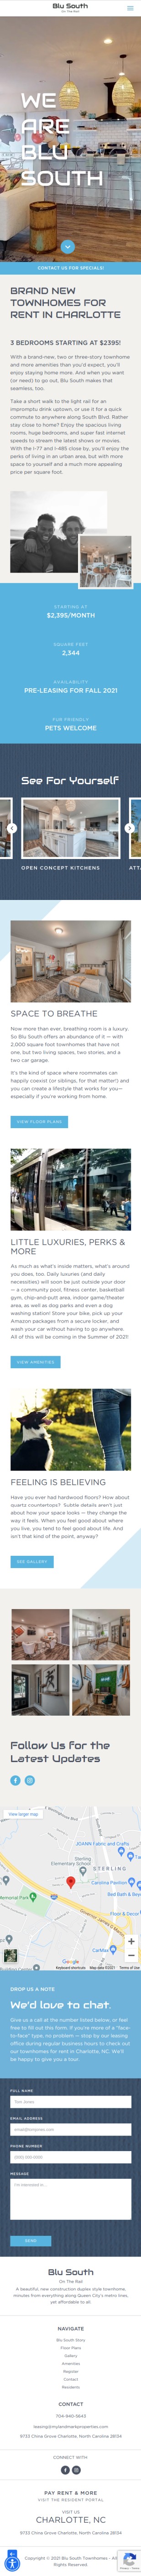 Blu South
On The Rail
WE
ARE
BLU
SOUTH
CONTACT US FOR SPECIALS!
BRAND NEW
TOWNHOMES FOR
RENT IN CHARLOTTE
3 BEDROOMS STARTING AT $2395!
With a brand-new, two or three-story townhome
and more amenities than you'd expect, you'll
enjoy staying home more. And when you want
(or need) to go out, Blu South makes that
seamless, too.
Take a short walk to the light rail for an
impromptu drink uptown, or use it for a quick
commute to anywhere along South Blvd. Rather
stay close to home? Enjoy the spacious living
rooms, huge bedrooms, and super fast internet
speeds to stream the latest shows or movies.
With the I-77 and I-485 close by, you'll enjoy the
perks of living in an urban area, but with more
space to yourself and a much more appealing
price per square foot.
STARTING AT
$2,395/MONTH
SQUARE FEET
2,344
AVAILABILITY
PRE-LEASING FOR FALL 2021
FUR FRIENDLY
PETS WELCOME
See For Yourself
OPEN CONCEPT KITCHENS
ATT
SPACE TO BREATHE
Now more than ever, breathing room is a luxury.
So Blu South offers an abundance of it — with
2,000 square foot townhomes that have not
one, but two living spaces, two stories, and a
two car garage.
It's the kind of space where roommates can
happily coexist (or siblings, for that matter) and
you can create a life that works for you—
especially if you're working from home.
VIEW FLOOR PLANS
LITTLE LUXURIES, PERKS &
MORE
As much as what's inside matters, what's around
you does, too. Daily luxuries (and daily
necessities) will soon be just outside your door
— a community pool, fitness center, basketball
gym, chip-and-putt area, indoor game/theater
area, as well as dog parks and even a dog
washing station! Store your bike, pick up your
Amazon packages from a secure locker, and
wash your car without having to go anywhere.
All of this will be coming in the Summer of 2021!
VIEW AMENITIES
FEELING IS BELIEVING
Have you ever had hardwood floors? How about
quartz countertops? Subtle details aren't just
about how your space looks — they change the
way it feels. When you feel good about where
you live, you tend to feel good about life. And
isn't that the kind of place you want?
SEE GALLERY
Follow Us for the
Latest Updates
View larger map
JOANN Fabric and Crafts
Sterling
Elementary School
STERLING
Carolina Pavilion
Memorial Park
Bed Bath & Bey
Floor & Decor
CarMax
Google
Keyboard shortcuts
Map data ©2021
Terms of Use
DROP US A NOTE
We'd love to chat.
Give us a call at the number listed below, or feel
free to fill out this form. If you're more of a "face-
to-face" type, no problem — stop by our leasing
office during regular business hours to check out
our townhomes for rent in Charlotte, NC. We'll
be happy to give you a tour.
FULL NAME
Tom Jones
EMAIL ADDRESS
email@company.com
PHONE NUMBER
(000) 000-0000
MESSAGE
I'm interested in...
SEND
Blu South
On The Rail
A beautiful, new construction duplex style townhome,
minutes from everything in Queen City's metro lines,
yet affordable to all.
NAVIGATE
Blu South Story
Floor Plans
Gallery
Amenities
Register
Contact
Residents
CONTACT
704-940-5643
leasing@mylandmarkproperties.com
9733 China Grove Charlotte, North Carolina 28134
CONNECT WITH
PAY RENT & MORE
VISIT THE RESIDENT PORTAL
VISIT US
CHARLOTTE, NC
9733 China Grove Charlotte, North Carolina 28134
Copyright © 2021 Blu South Townhomes - All
Rights Reserved.